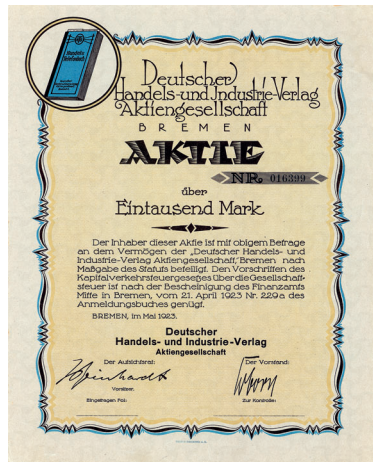 Handels
Deutscher
Handels- und Industrie-Verlag
Aktiengesellschaft
BREMEN
AKTIE
NR. 016399
über
Eintausend Mark
Der Inhaber dieser Aktie ist mit obigem Betrage
an dem Vermögen der „Deutscher Handels- und
Industrie-Verlag Aktiengesellschaft," Bremen nach
Maßgabe des Statuts beteiligt. Den Vorschriften des
Kapitalverkehrsteuergesetzes über die Gesellschaft-
steuer ist nach der Bescheinigung des Finanzamts
Mitte in Bremen, vom 21. April 1923 Nr. 229a des
Anmeldungsbuches genügt.
BREMEN, im Mai 1923.
Deutscher
Handels- und Industrie-Verlag
Aktiengesellschaft
Der Aufsichtsrat: Der Vorstand:
Vorsitzer.
Eingetragen Fol: Zur Kontrolle: